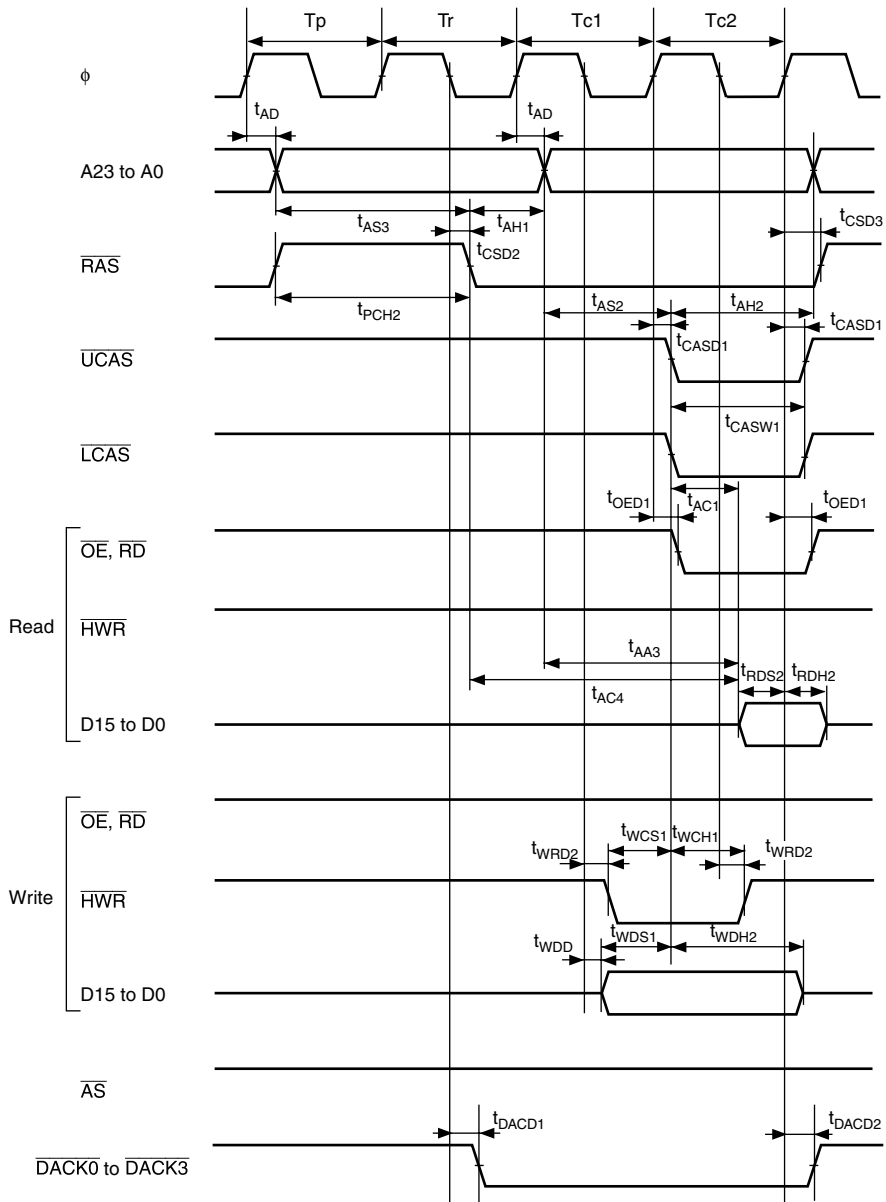 Tp Tr Tc1 Tc2
φ
tAD tAD
A23 to A0
tAS3 tAH1 tCSD3
tCSD2
RAS
tPCH2 tAS2 tAH2
tCASD1 tCASD1
UCAS
tCASW1
LCAS
tOED1 tAC1 tOED1
OE, RD
Read
HWR
tAA3
tRDS2 tRDH2
tAC4
D15 to D0
OE, RD
tWCS1 tWCH1
tWRD2 tWRD2
Write
HWR
tWDD tWDS1 tWDH2
D15 to D0
AS
tDACD1 tDACD2
DACK0 to DACK3